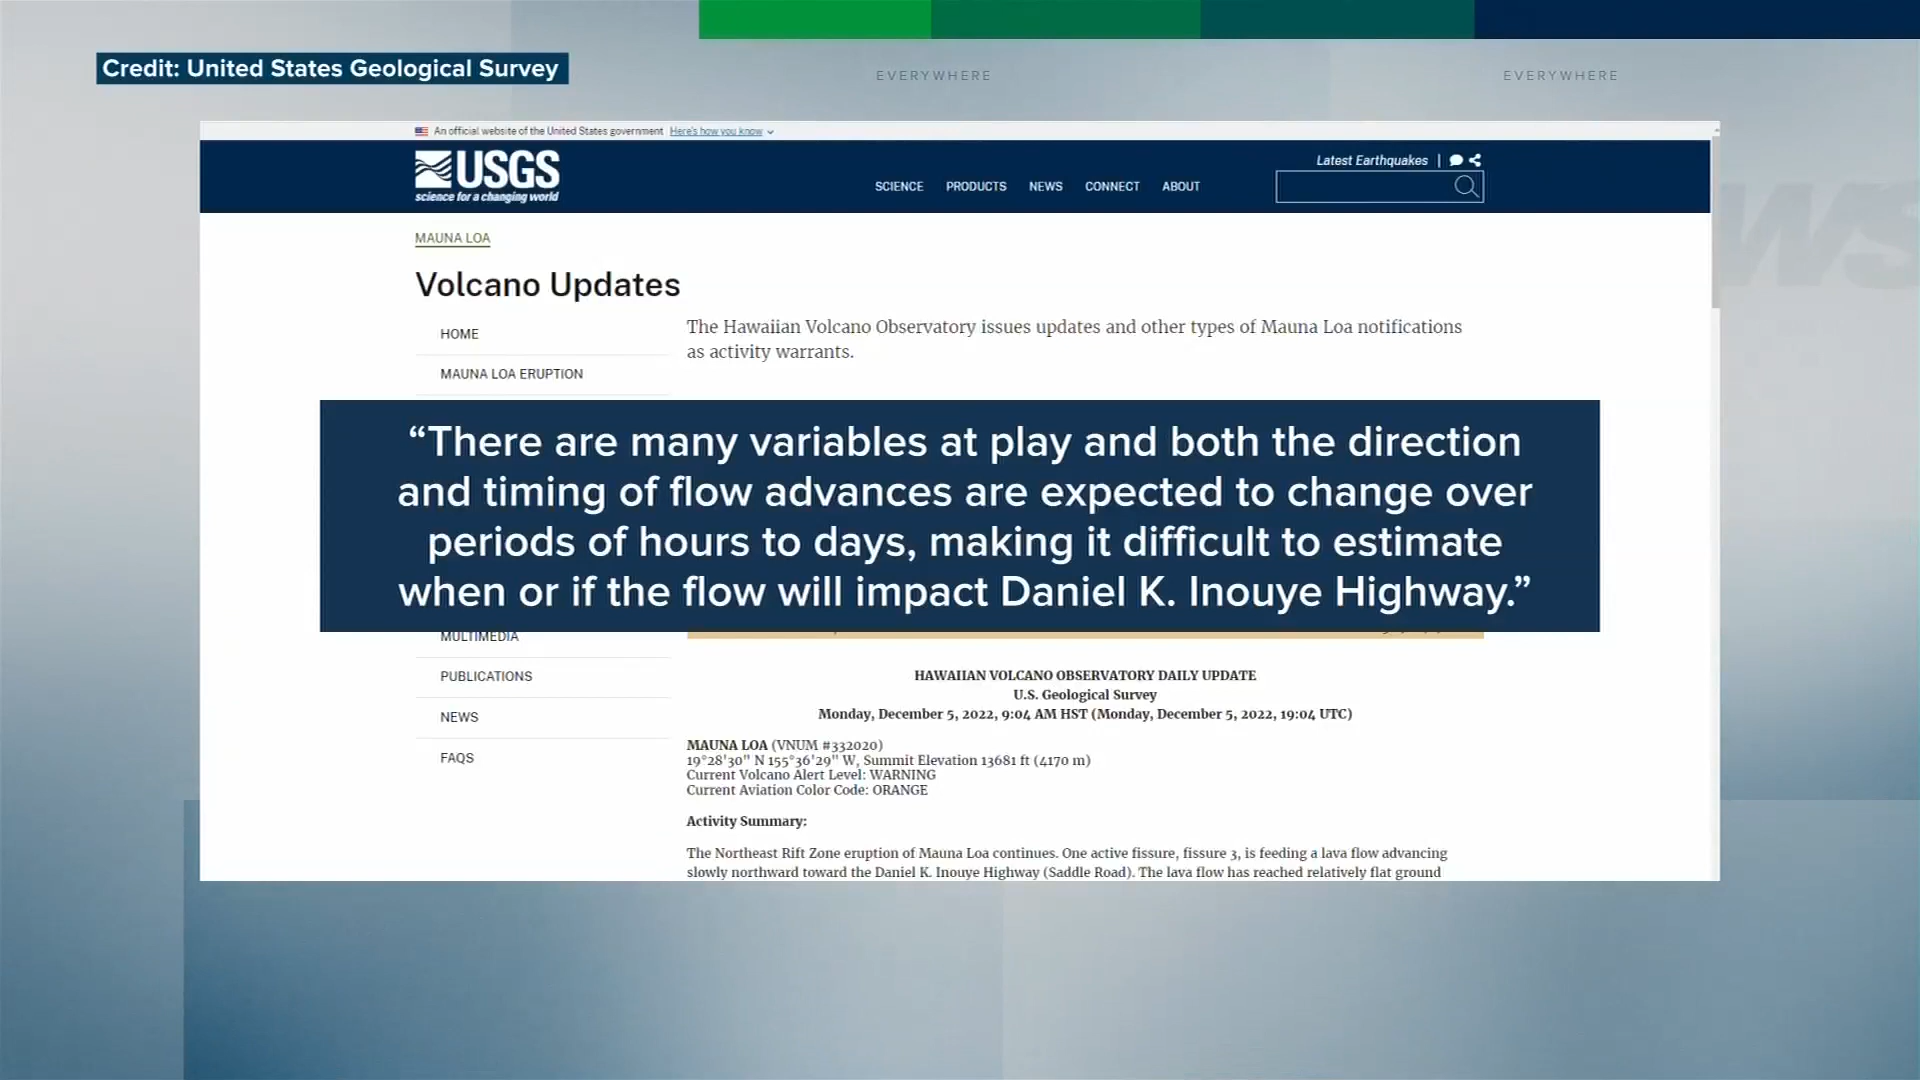 Credit: United States Geological Survey
EVERYWHERE
EVERYWHERE
An official website of the United States government Here's how you know
USGS
science for a changing world
Latest Earthquakes |
SCIENCE PRODUCTS NEWS CONNECT ABOUT
WS
MAUNA LOA
Volcano Updates
HOME
MAUNA LOA ERUPTION
The Hawaiian Volcano Observatory issues updates and other types of Mauna Loa notifications
as activity warrants.
“There are many variables at play and both the direction
and timing of flow advances are expected to change over
periods of hours to days, making it difficult to estimate
when or if the flow will impact Daniel K. Inouye Highway.”
MULTIMEDIA
PUBLICATIONS
NEWS
FAQS
HAWAIIAN VOLCANO OBSERVATORY DAILY UPDATE
U.S. Geological Survey
Monday, December 5, 2022, 9:04 AM HST (Monday, December 5, 2022, 19:04 UTC)
MAUNA LOA (VNUM #332020)
19°28'30" N 155°36'29" W, Summit Elevation 13681 ft (4170 m)
Current Volcano Alert Level: WARNING
Current Aviation Color Code: ORANGE
Activity Summary:
The Northeast Rift Zone eruption of Mauna Loa continues. One active fissure, fissure 3, is feeding a lava flow advancing
slowly northward toward the Daniel K. Inouye Highway (Saddle Road). The lava flow has reached relatively flat ground